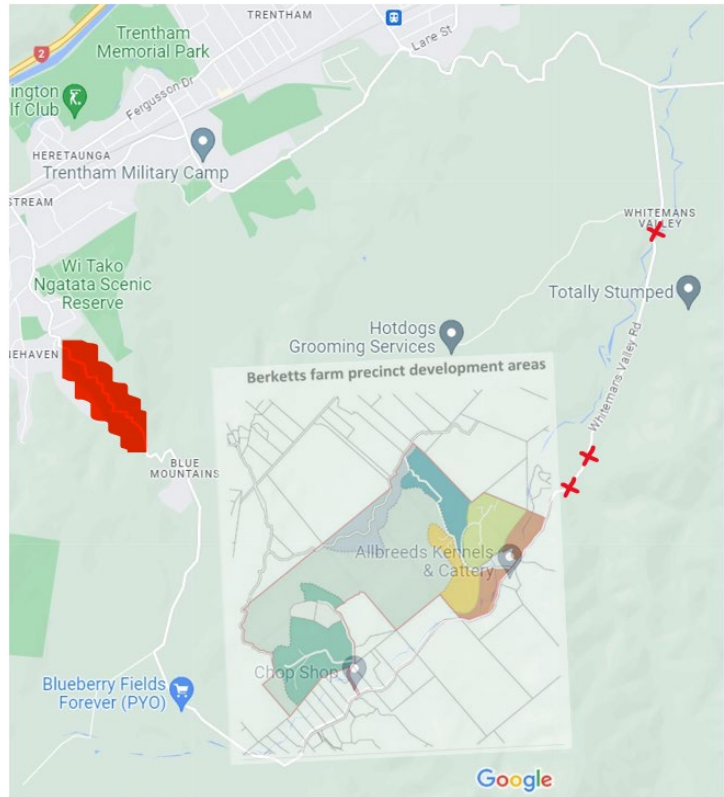 TRENTHAM
Trentham
Memorial Park
Lane St
2
ington
lf Club
Fergusson Dr
HERETAUNGA
Trentham Military Camp
STREAM
WHITEMANS
VALLEY
Wi Tako
Ngatata Scenic
Reserve
Totally Stumped
Hotdogs
Grooming Services
NEHAVEN
Whitemans Valley Rd
Berketts farm precinct development areas
BLUE
MOUNTAINS
Allbreeds Kennels
& Cattery
Chop Shop
Blueberry Fields
Forever (PYO)
Google